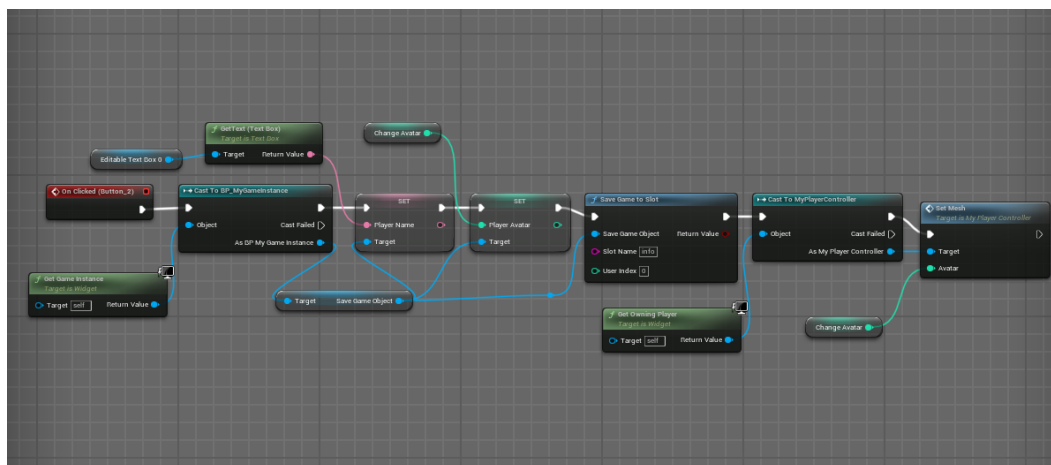 GetText (Text Box)
Target is Text Box
Target
Return Value
Editable Text Box 0
Change Avatar
On Clicked (Button_2)
Cast To BP_MyGameInstance
Object
Cast Failed
As BP My Game Instance
SET
Player Name
Target
SET
Player Avatar
Target
Save Game to Slot
Save Game Object
Return Value
Slot Name
info
User Index
0
Cast To MyPlayerController
Object
Cast Failed
As My Player Controller
Set Mesh
Target is My Player Controller
Target
Avatar
Get Game Instance
Target is Widget
Target
self
Return Value
Target
Save Game Object
Get Owning Player
Target is Widget
Target
self
Return Value
Change Avatar